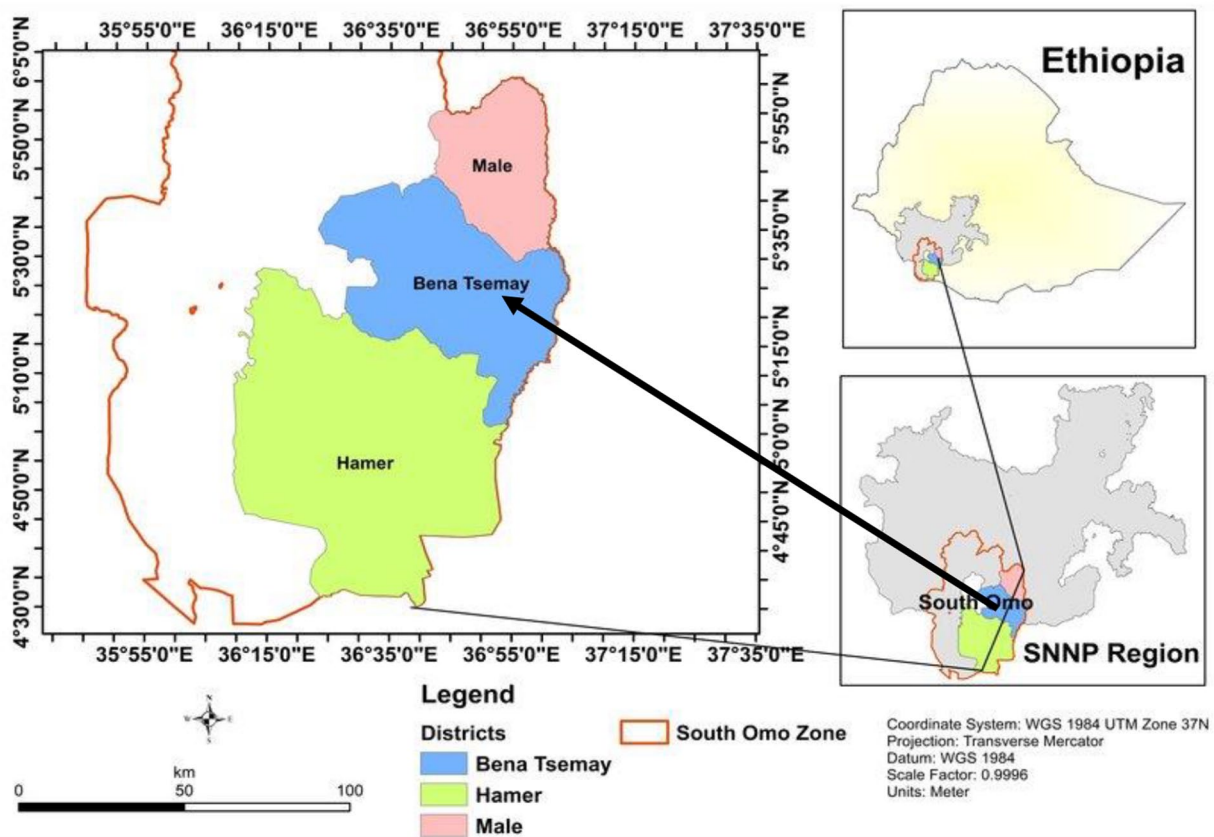 35°55'0"E 36°15'0"E 36°35'0"E 36°55'0"E 37°15'0"E 37°35'0"E
6°5'0"N
5°50'0"N
5°30'0"N
5°10'0"N
4°50'0"N
4°30'0"N
Male
Bena Tsemay
Hamer
5°55'0"N
5°35'0"N
5°15'0"N
5°0'0"N
4°45'0"N
35°55'0"E 36°15'0"E 36°35'0"E 36°55'0"E 37°15'0"E 37°35'0"E
Ethiopia
South Omo
SNNP Region
N
W E
S
km
0 50 100
Legend
Districts
Bena Tsemay
Hamer
Male
South Omo Zone
Coordinate System: WGS 1984 UTM Zone 37N
Projection: Transverse Mercator
Datum: WGS 1984
Scale Factor: 0.9996
Units: Meter